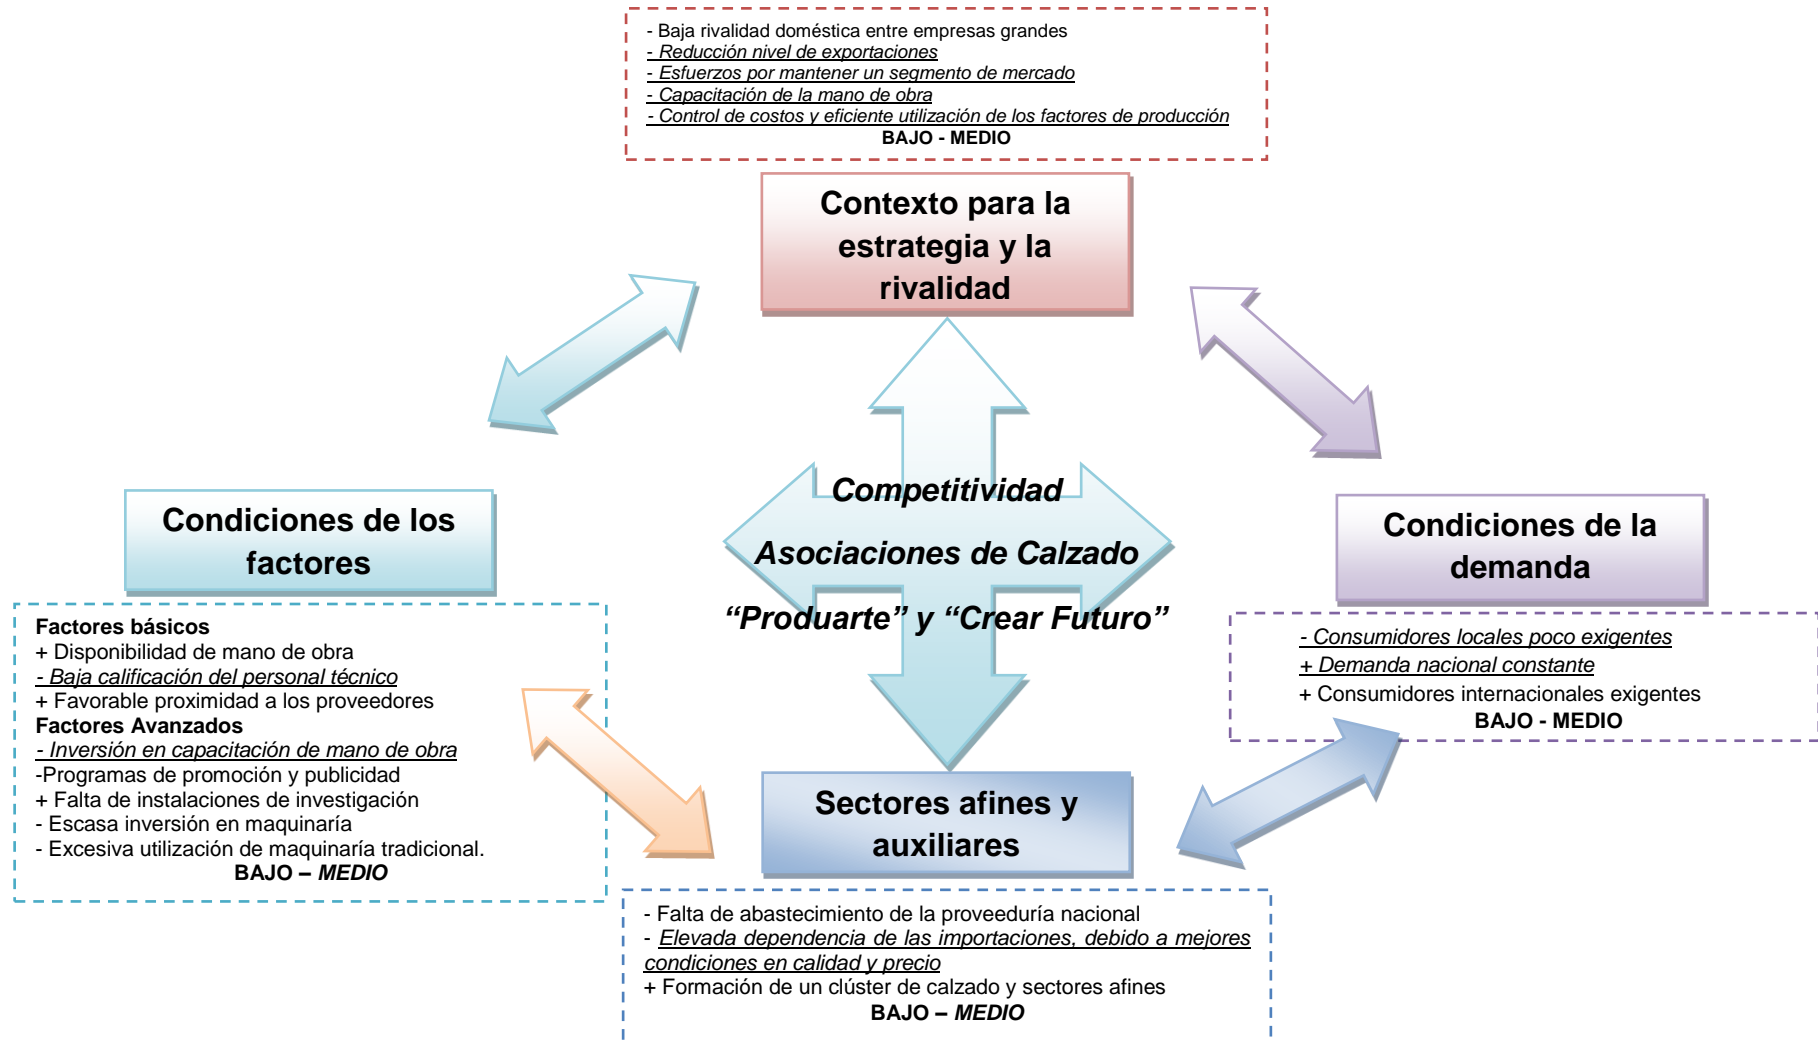 - Baja rivalidad doméstica entre empresas grandes
- Reducción nivel de exportaciones
- Esfuerzos por mantener un segmento de mercado
- Capacitación de la mano de obra
- Control de costos y eficiente utilización de los factores de producción
BAJO - MEDIO
Contexto para la
estrategia y la
rivalidad
Condiciones de los
factores
Factores básicos
+ Disponibilidad de mano de obra
- Baja calificación del personal técnico
+ Favorable proximidad a los proveedores
Factores Avanzados
- Inversión en capacitación de mano de obra
-Programas de promoción y publicidad
+ Falta de instalaciones de investigación
- Escasa inversión en maquinaría
- Excesiva utilización de maquinaría tradicional.
BAJO – MEDIO
Competitividad
Asociaciones de Calzado
“Produarte” y “Crear Futuro”
Condiciones de la
demanda
- Consumidores locales poco exigentes
+ Demanda nacional constante
+ Consumidores internacionales exigentes
BAJO - MEDIO
Sectores afines y
auxiliares
- Falta de abastecimiento de la proveeduría nacional
- Elevada dependencia de las importaciones, debido a mejores
condiciones en calidad y precio
+ Formación de un clúster de calzado y sectores afines
BAJO – MEDIO